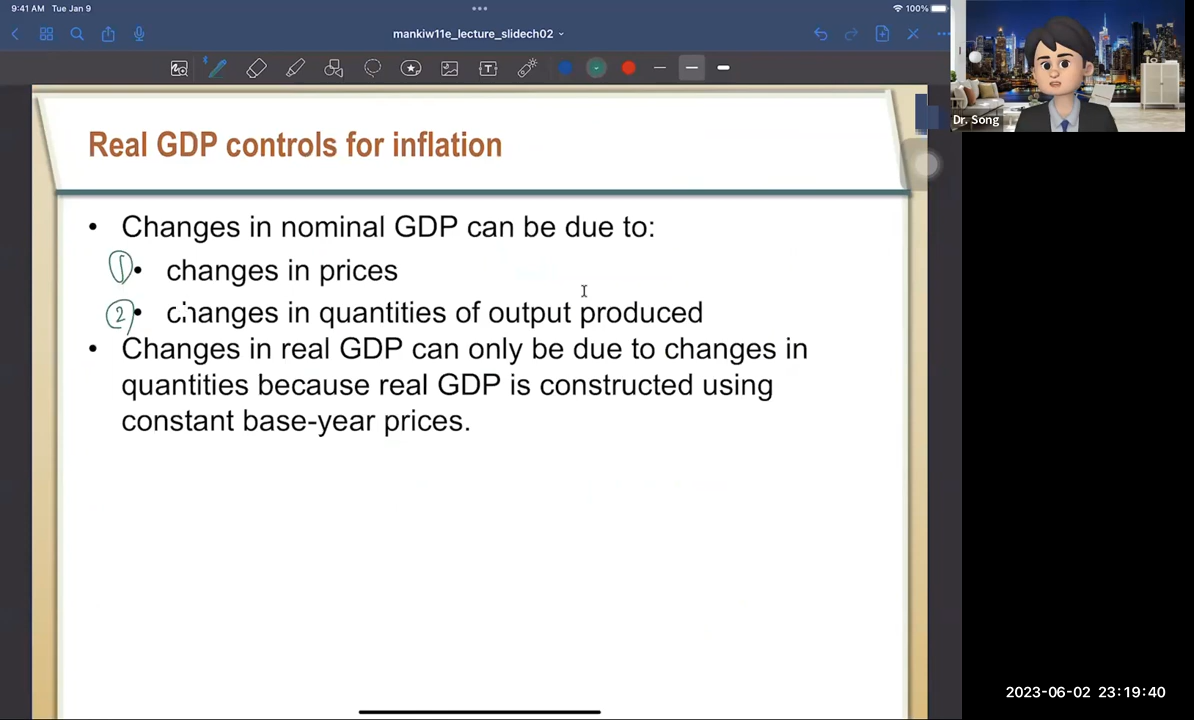 9:41 AM Tue Jan 9
100%
mankiw11e_lecture_slidech02
T
Dr. Song
Real GDP controls for inflation
• Changes in nominal GDP can be due to:
1 • changes in prices
2 • changes in quantities of output produced
• Changes in real GDP can only be due to changes in
quantities because real GDP is constructed using
constant base-year prices.
2023-06-02 23:19:40